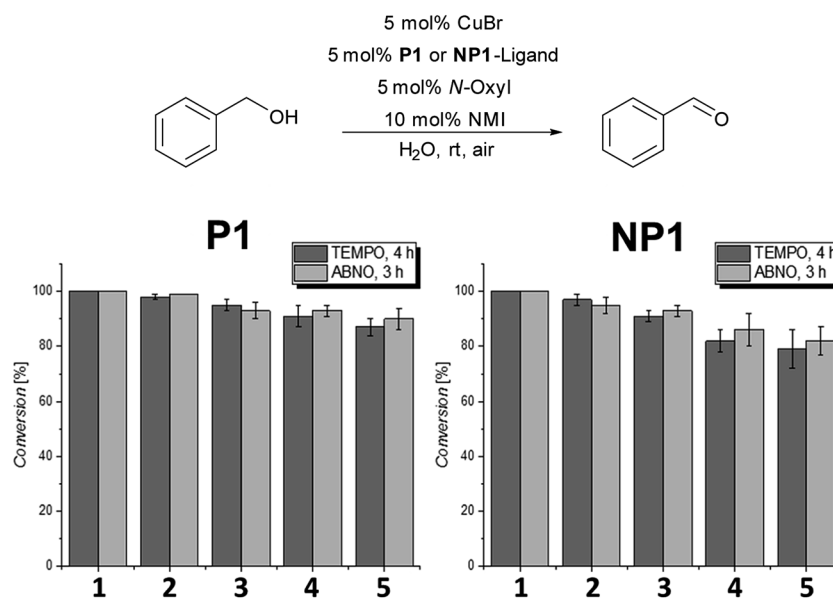 5 mol% CuBr
5 mol% P1 or NP1-Ligand
5 mol% N-Oxyl
10 mol% NMI
H₂O, rt, air
OH
O
P1
TEMPO, 4 h
ABNO, 3 h
Conversion [%]
100
80
60
40
20
0
1 2 3 4 5
NP1
TEMPO, 4 h
ABNO, 3 h
Conversion [%]
100
80
60
40
20
0
1 2 3 4 5